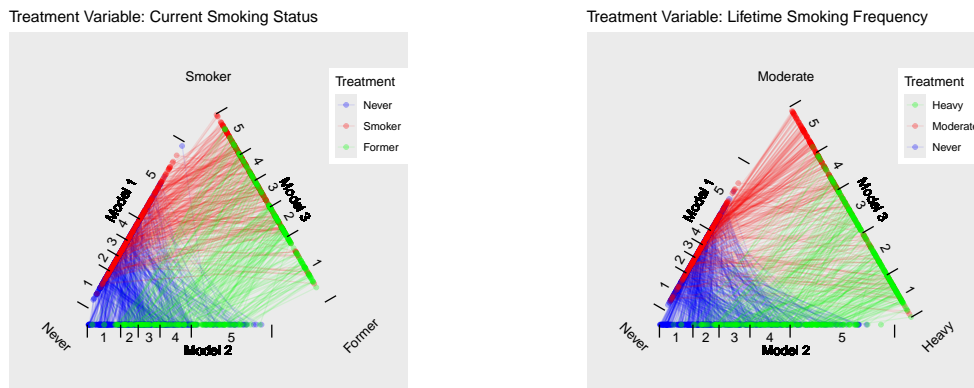 Treatment Variable: Current Smoking Status
Smoker
Treatment
Never
Smoker
Former
Model 1
1 2 3 4 5
Model 3
5 4 3 2 1
Never
Former
1 2 3 4 5
Model 2
Treatment Variable: Lifetime Smoking Frequency
Moderate
Treatment
Heavy
Moderate
Never
Model 1
1 2 3 4 5
Model 3
5 4 3 2 1
Never
Heavy
1 2 3 4 5
Model 2